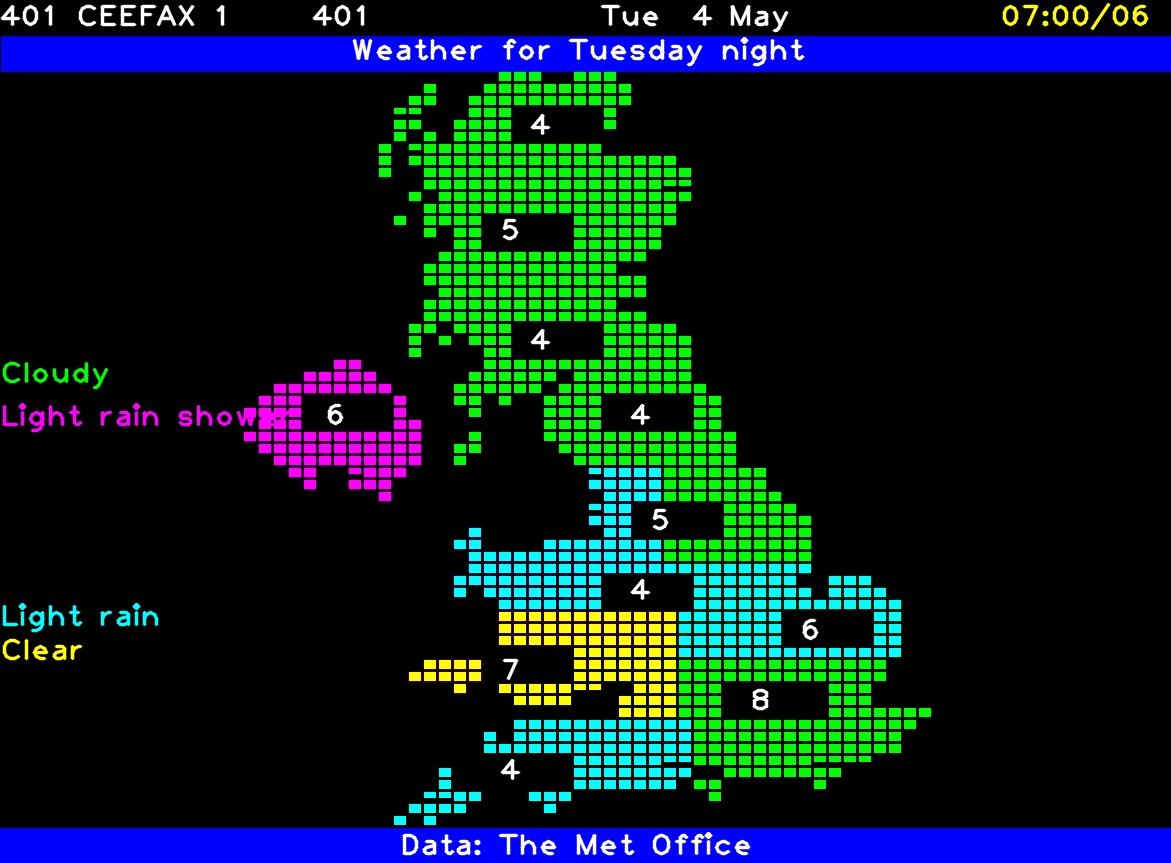 401 CEEFAX 1 401 Tue 4 May 07:00/06
Weather for Tuesday night
4
5
4
Cloudy
Light rain shower 6 4
5
4
Light rain
6
Clear
7
8
4
Data: The Met Office